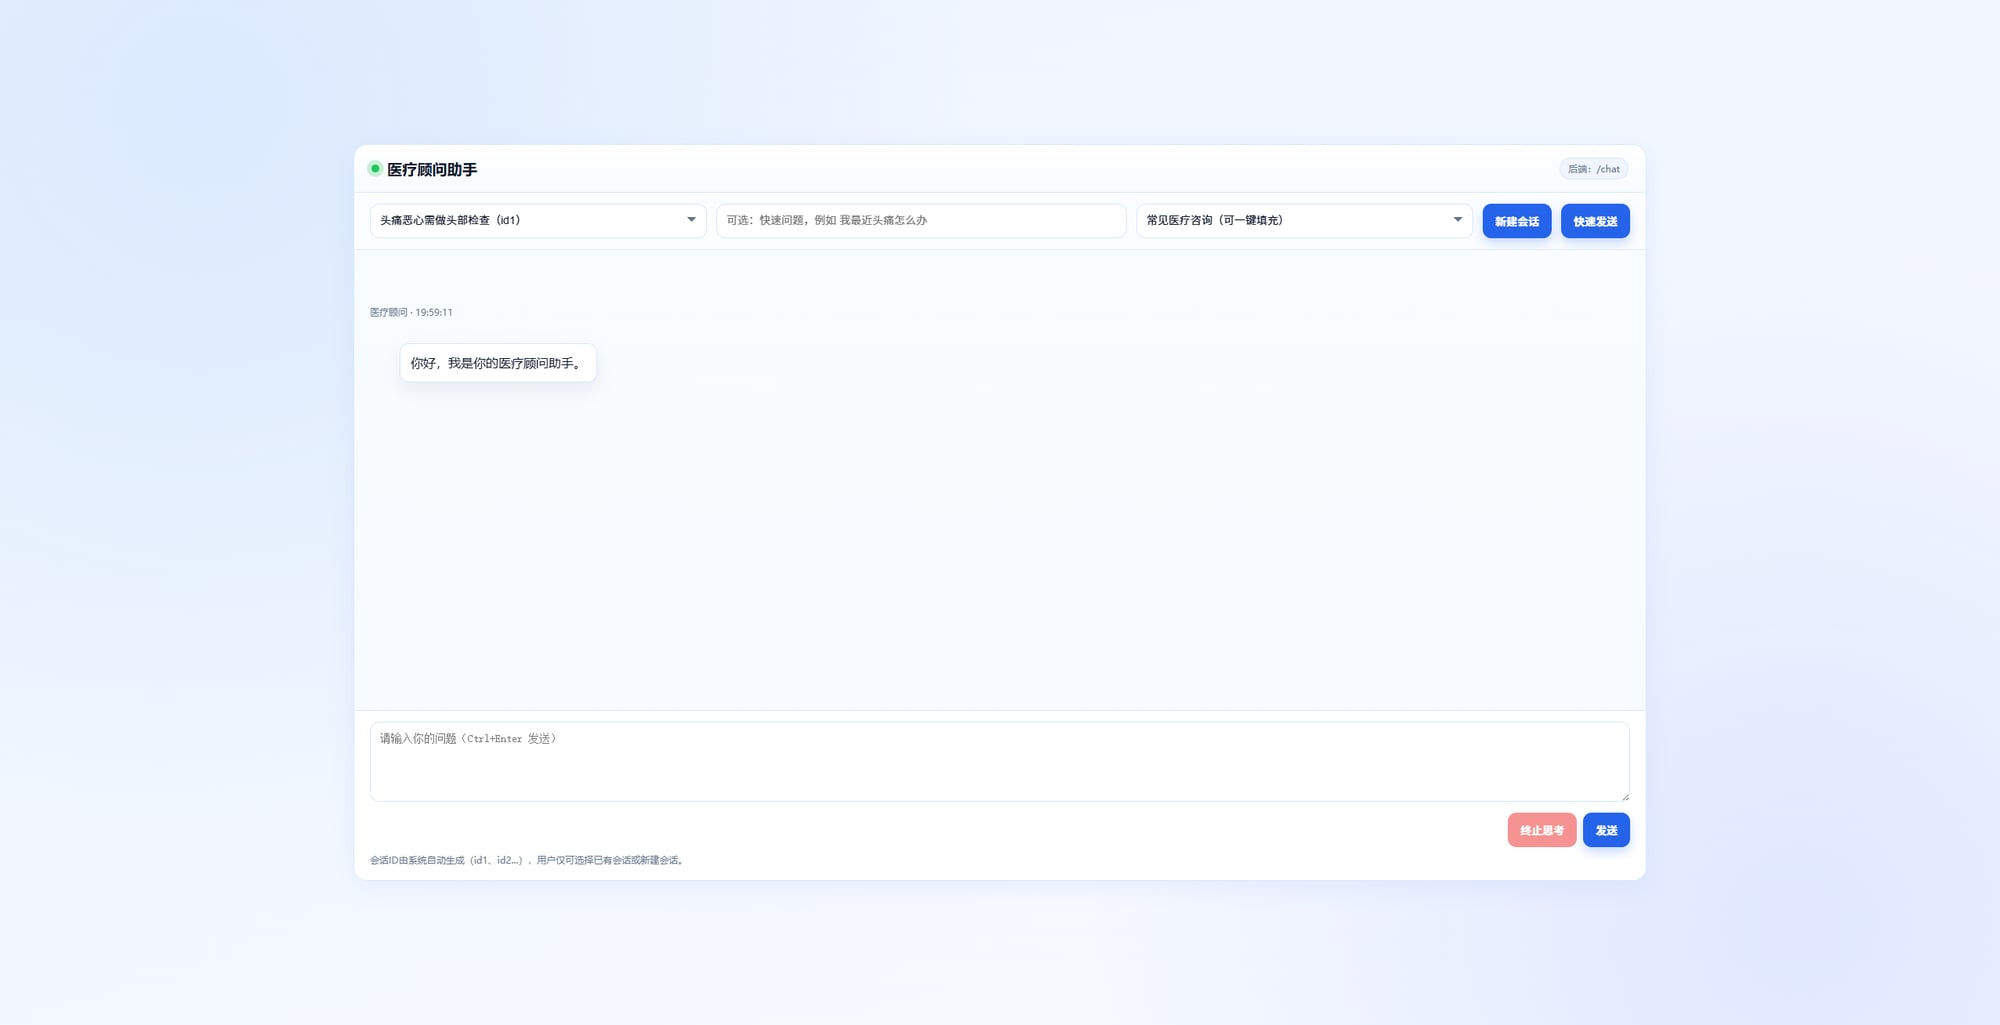 医疗顾问助手
后端：/chat
头痛恶心需做头部检查（id1）
可选：快速问题，例如 我最近头痛怎么办
常见医疗咨询（可一键填充）
新建会话
快速发送
医疗顾问 · 19:59:11
你好，我是你的医疗顾问助手。
请输入你的问题（Ctrl+Enter 发送）
终止思考
发送
会话ID由系统自动生成（id1、id2...），用户仅可选择已有会话或新建会话。